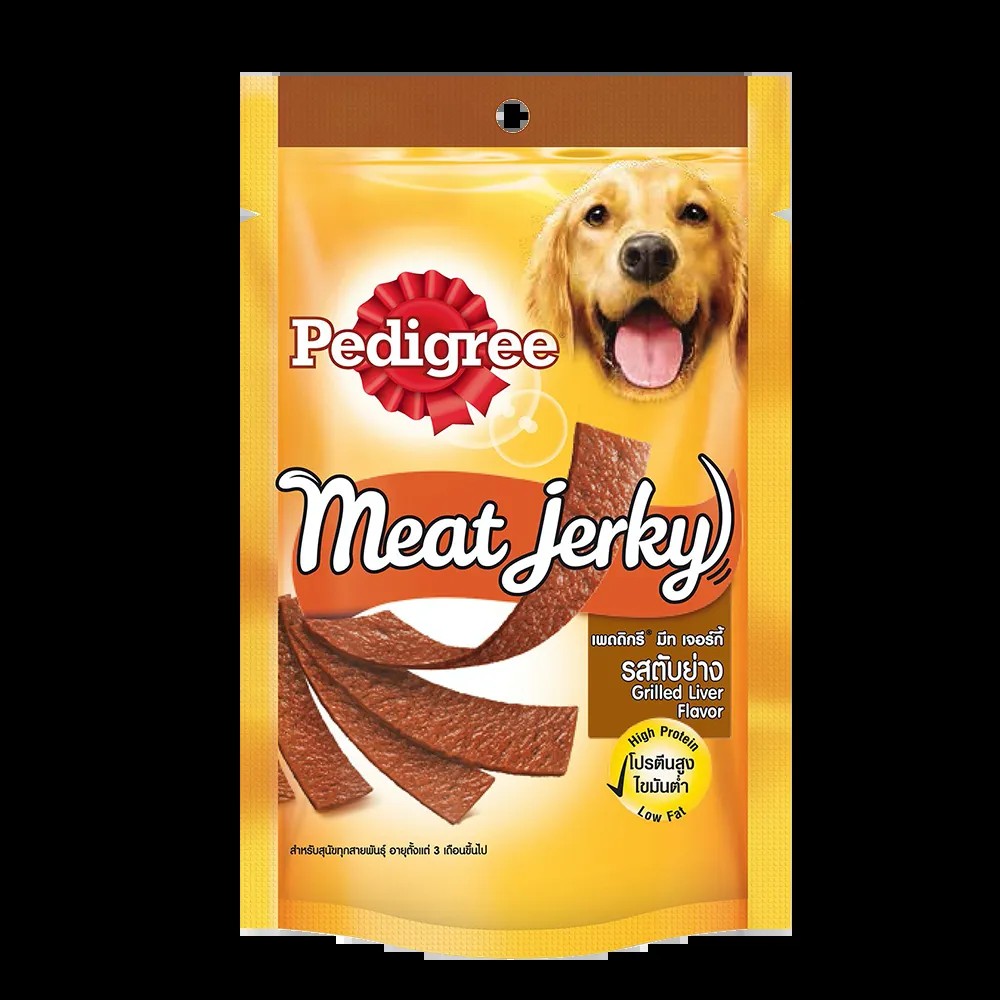 Pedigree®
Meat jerky
เพดดิกรี® มีท เจอร์กี้
รสตับย่าง
Grilled Liver
Flavor
High Protein
โปรตีนสูง
ไขมันต่ำ
Low Fat
สำหรับสุนัขทุกสายพันธุ์ อายุตั้งแต่ 3 เดือนขึ้นไป